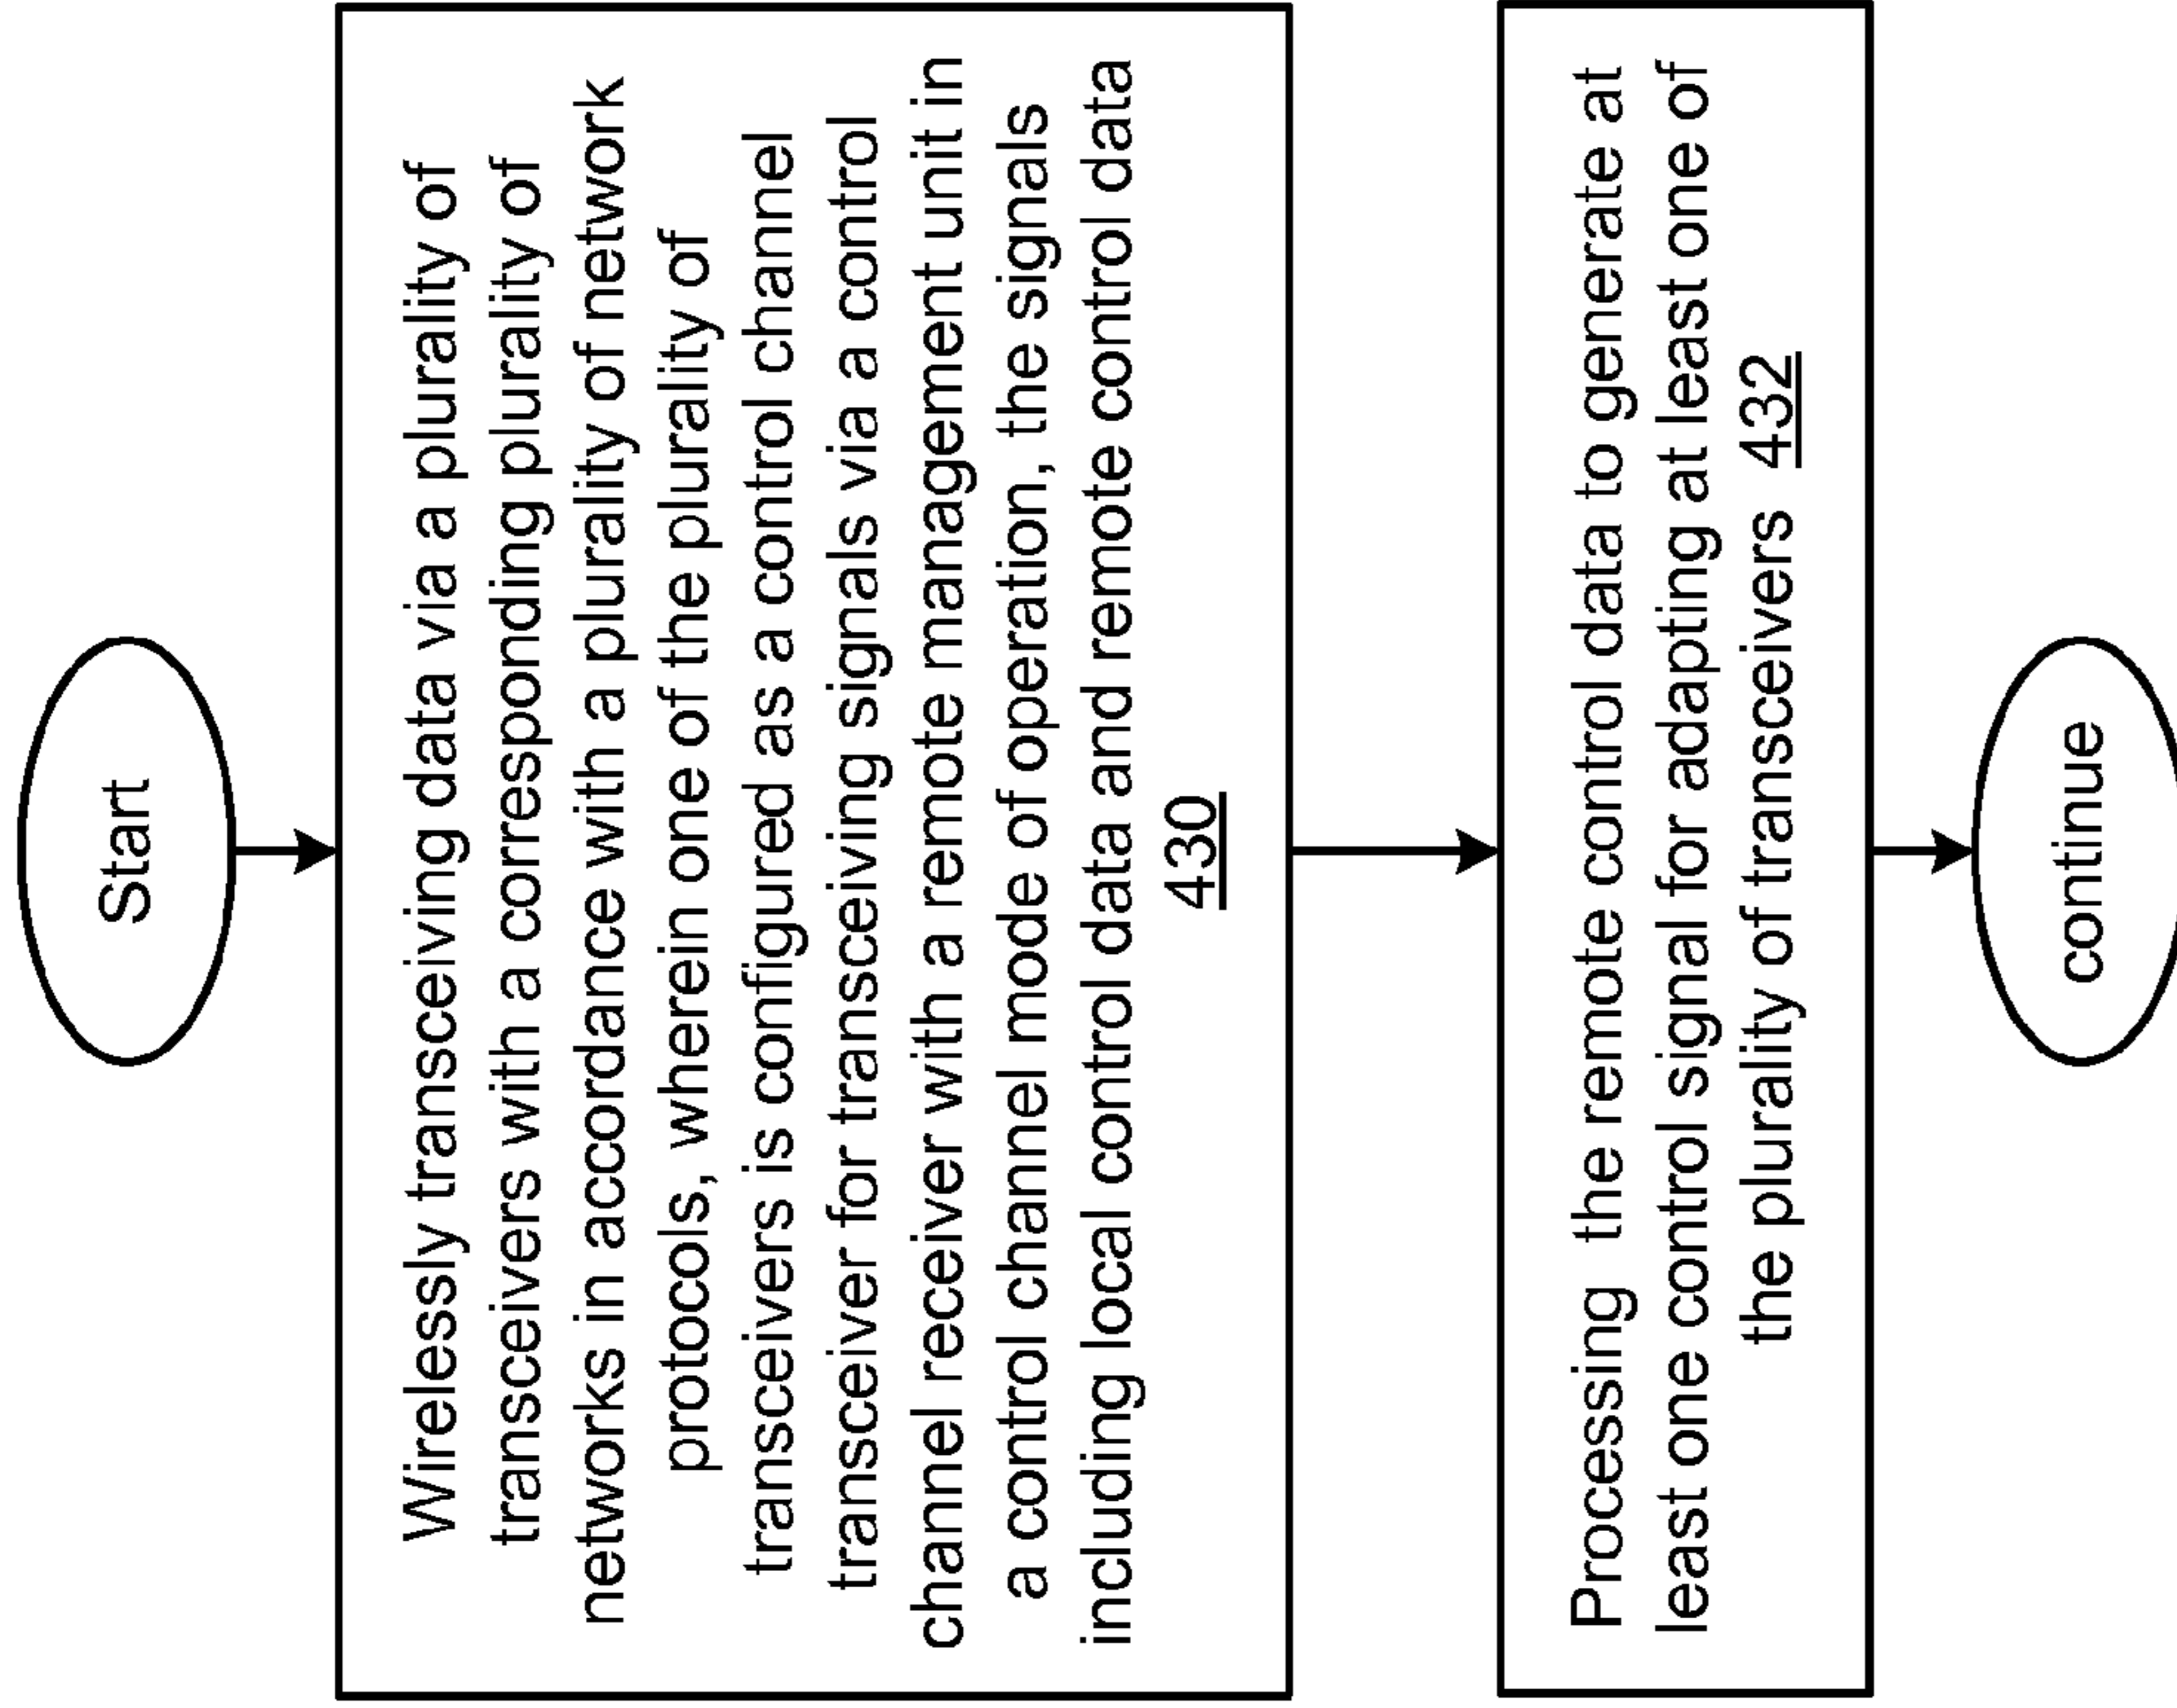 Start
Wirelessly transceiving data via a plurality of
transceivers with a corresponding plurality of
networks in accordance with a plurality of network
protocols, wherein one of the plurality of
transceivers is configured as a control channel
transceiver for transceiving signals via a control
channel receiver with a remote management unit in
a control channel mode of operation, the signals
including local control data and remote control data
430
Processing the remote control data to generate at
least one control signal for adapting at least one of
the plurality of transceivers 432
continue